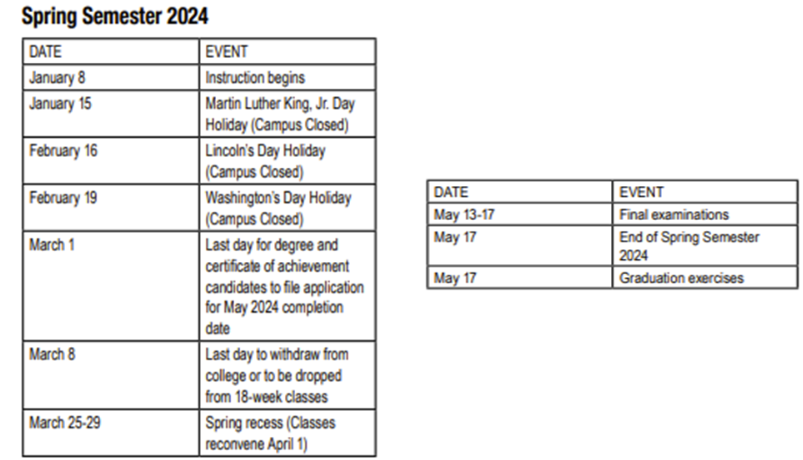 Spring Semester 2024
DATE EVENT
January 8 Instruction begins
January 15 Martin Luther King, Jr. Day
Holiday (Campus Closed)
February 16 Lincoln's Day Holiday
(Campus Closed)
February 19 Washington's Day Holiday
(Campus Closed)
March 1 Last day for degree and
certificate of achievement
candidates to file application
for May 2024 completion
date
March 8 Last day to withdraw from
college or to be dropped
from 18-week classes
March 25-29 Spring recess (Classes
reconvene April 1)
DATE EVENT
May 13-17 Final examinations
May 17 End of Spring Semester
2024
May 17 Graduation exercises